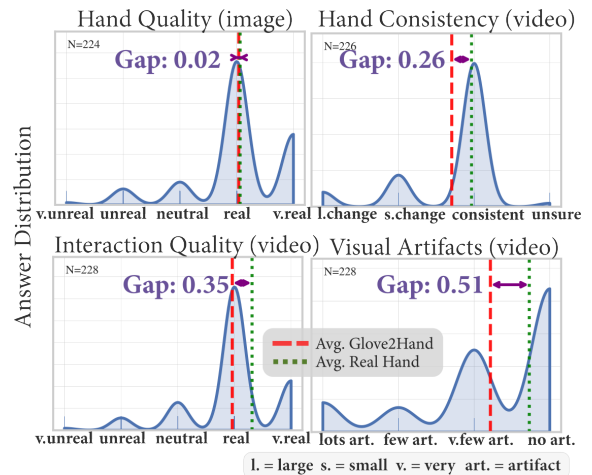 Hand Quality (image)
Hand Consistency (video)
N=224
Gap: 0.02
N=226
Gap: 0.26
v.unreal unreal neutral real v.real
l.change s.change consistent unsure
Answer Distribution
Interaction Quality (video)
Visual Artifacts (video)
N=228
Gap: 0.35
N=228
Gap: 0.51
Avg. Glove2Hand
Avg. Real Hand
v.unreal unreal neutral real v.real
lots art. few art. v.few art. no art.
l. = large s. = small v. = very art. = artifact